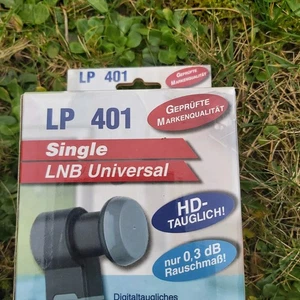 LP 401
GEPRÜFTE
MARKENQUALITÄT
LP 401
GEPRÜFTE
MARKENQUALITÄT
Single
LNB Universal
HD-
TAUGLICH!
nur 0,3 dB
Rauschmaß!
Digitaltaugliches